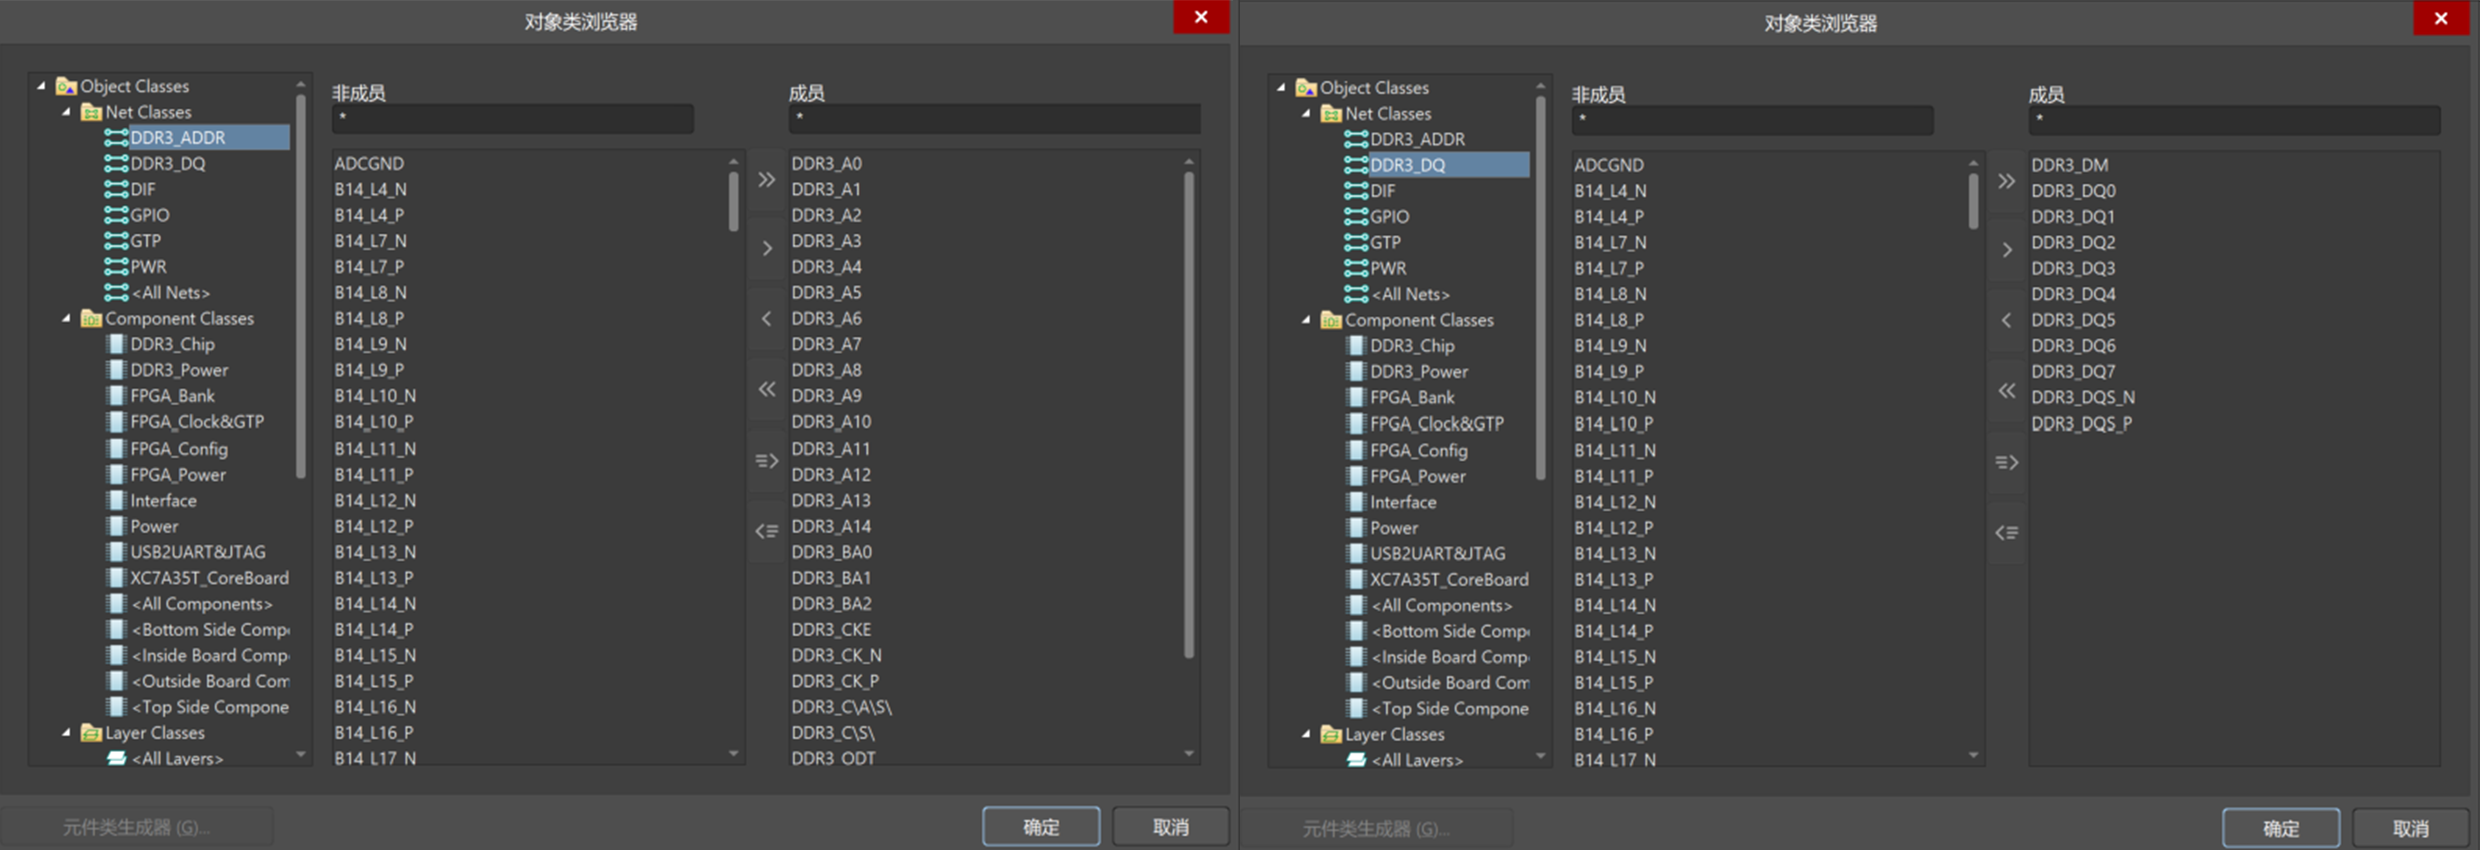 对象类浏览器
Object Classes
Net Classes
DDR3_ADDR
DDR3_DQ
DIF
GPIO
GTP
PWR
<All Nets>
Component Classes
DDR3_Chip
DDR3_Power
FPGA_Bank
FPGA_Clock&GTP
FPGA_Config
FPGA_Power
Interface
Power
USB2UART&JTAG
XC7A35T_CoreBoard
<All Components>
<Bottom Side Comp
<Inside Board Comp
<Outside Board Com
<Top Side Compone
Layer Classes
<All Layers>
非成员
*
ADCGND
B14_L4_N
B14_L4_P
B14_L7_N
B14_L7_P
B14_L8_N
B14_L8_P
B14_L9_N
B14_L9_P
B14_L10_N
B14_L10_P
B14_L11_N
B14_L11_P
B14_L12_N
B14_L12_P
B14_L13_N
B14_L13_P
B14_L14_N
B14_L14_P
B14_L15_N
B14_L15_P
B14_L16_N
B14_L16_P
B14_L17_N
成员
*
DDR3_A0
DDR3_A1
DDR3_A2
DDR3_A3
DDR3_A4
DDR3_A5
DDR3_A6
DDR3_A7
DDR3_A8
DDR3_A9
DDR3_A10
DDR3_A11
DDR3_A12
DDR3_A13
DDR3_A14
DDR3_BA0
DDR3_BA1
DDR3_BA2
DDR3_CKE
DDR3_CK_N
DDR3_CK_P
DDR3_C\A\S\
DDR3_C\S\
DDR3_ODT
元件类生成器 (G)...
确定
取消
对象类浏览器
Object Classes
Net Classes
DDR3_ADDR
DDR3_DQ
DIF
GPIO
GTP
PWR
<All Nets>
Component Classes
DDR3_Chip
DDR3_Power
FPGA_Bank
FPGA_Clock&GTP
FPGA_Config
FPGA_Power
Interface
Power
USB2UART&JTAG
XC7A35T_CoreBoard
<All Components>
<Bottom Side Comp
<Inside Board Comp
<Outside Board Com
<Top Side Compone
Layer Classes
<All Layers>
非成员
*
ADCGND
B14_L4_N
B14_L4_P
B14_L7_N
B14_L7_P
B14_L8_N
B14_L8_P
B14_L9_N
B14_L9_P
B14_L10_N
B14_L10_P
B14_L11_N
B14_L11_P
B14_L12_N
B14_L12_P
B14_L13_N
B14_L13_P
B14_L14_N
B14_L14_P
B14_L15_N
B14_L15_P
B14_L16_N
B14_L16_P
B14_L17_N
成员
*
DDR3_DM
DDR3_DQ0
DDR3_DQ1
DDR3_DQ2
DDR3_DQ3
DDR3_DQ4
DDR3_DQ5
DDR3_DQ6
DDR3_DQ7
DDR3_DQS_N
DDR3_DQS_P
元件类生成器 (G)...
确定
取消